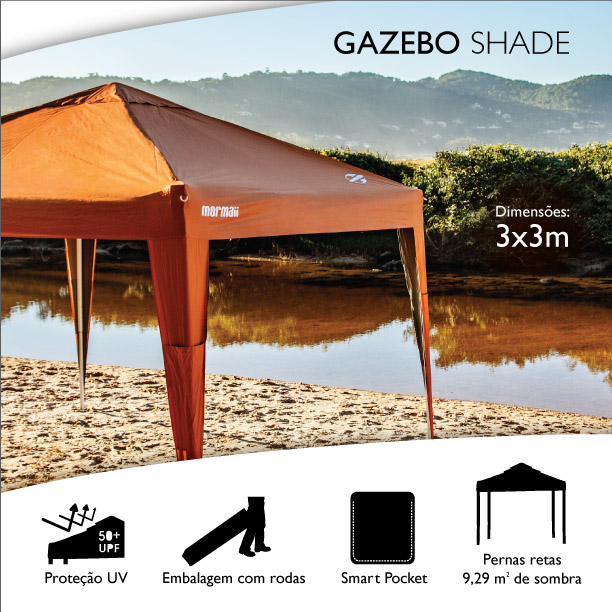 GAZEBO SHADE
mormaii
Dimensões:
3x3m
50+
UPF
Proteção UV
Embalagem com rodas
Smart Pocket
Pernas retas
9,29 m² de sombra